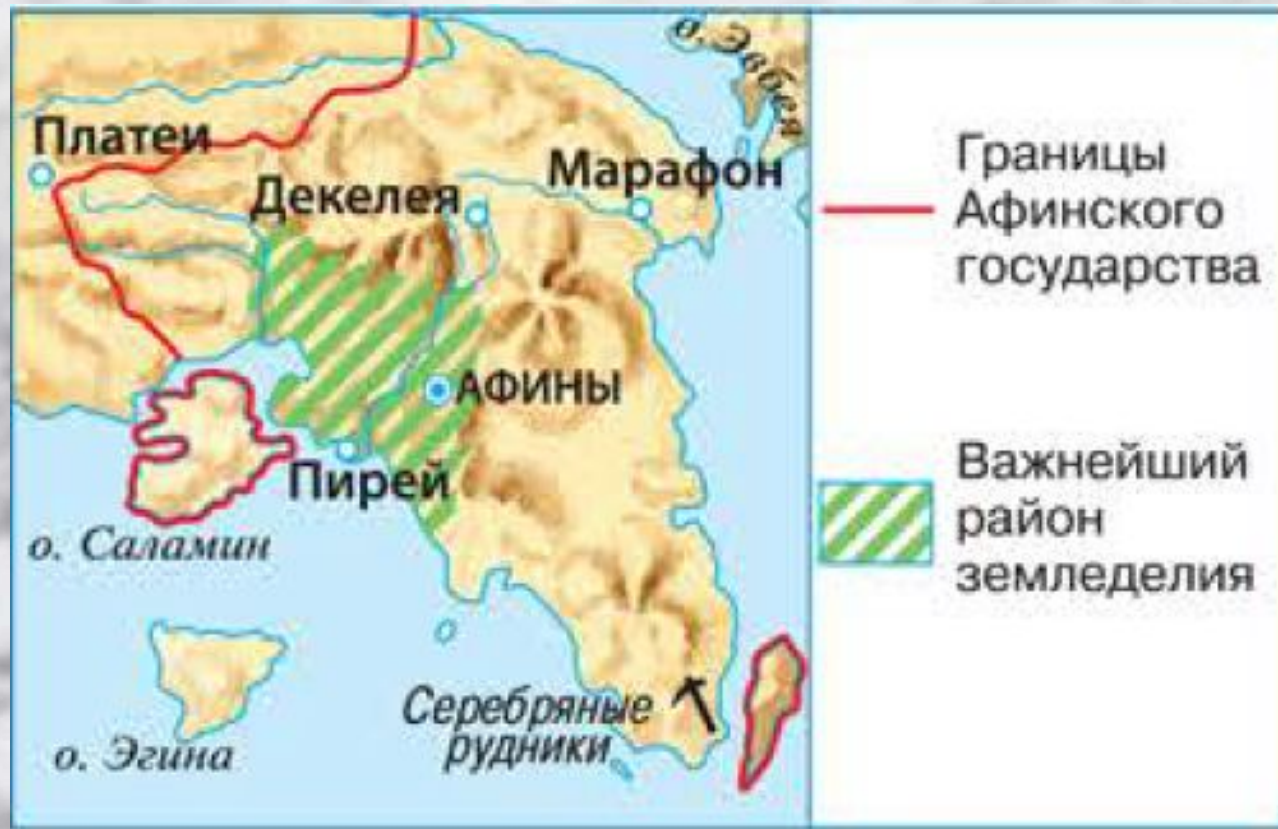 о. Эвбея
Платеи
Марафон
Декелея
АФИНЫ
Пирей
о. Саламин
Серебряные
рудники
о. Эгина
Границы
Афинского
государства
Важнейший
район
земледелия